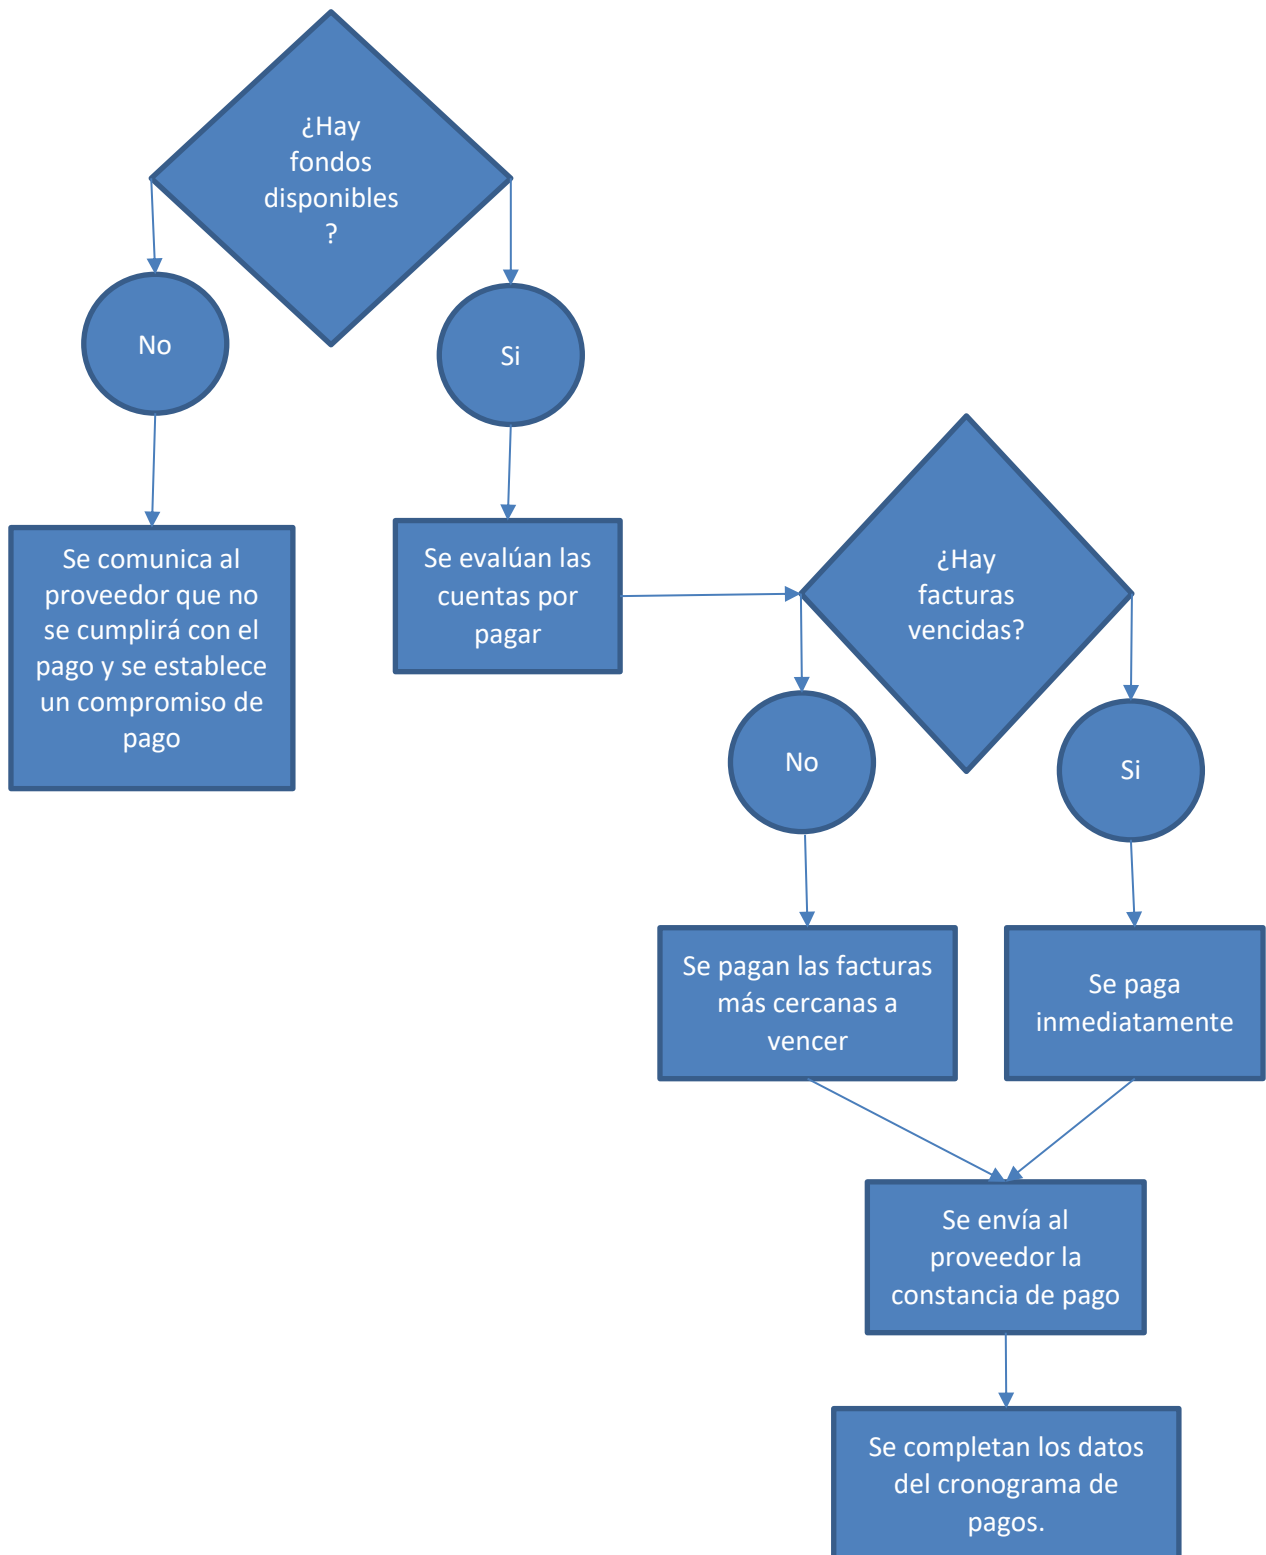 ¿Hay
fondos
disponibles
?
No
Si
Se comunica al
proveedor que no
se cumplirá con el
pago y se establece
un compromiso de
pago
Se evalúan las
cuentas por
pagar
¿Hay
facturas
vencidas?
No
Si
Se pagan las facturas
más cercanas a
vencer
Se paga
inmediatamente
Se envía al
proveedor la
constancia de pago
Se completan los datos
del cronograma de
pagos.